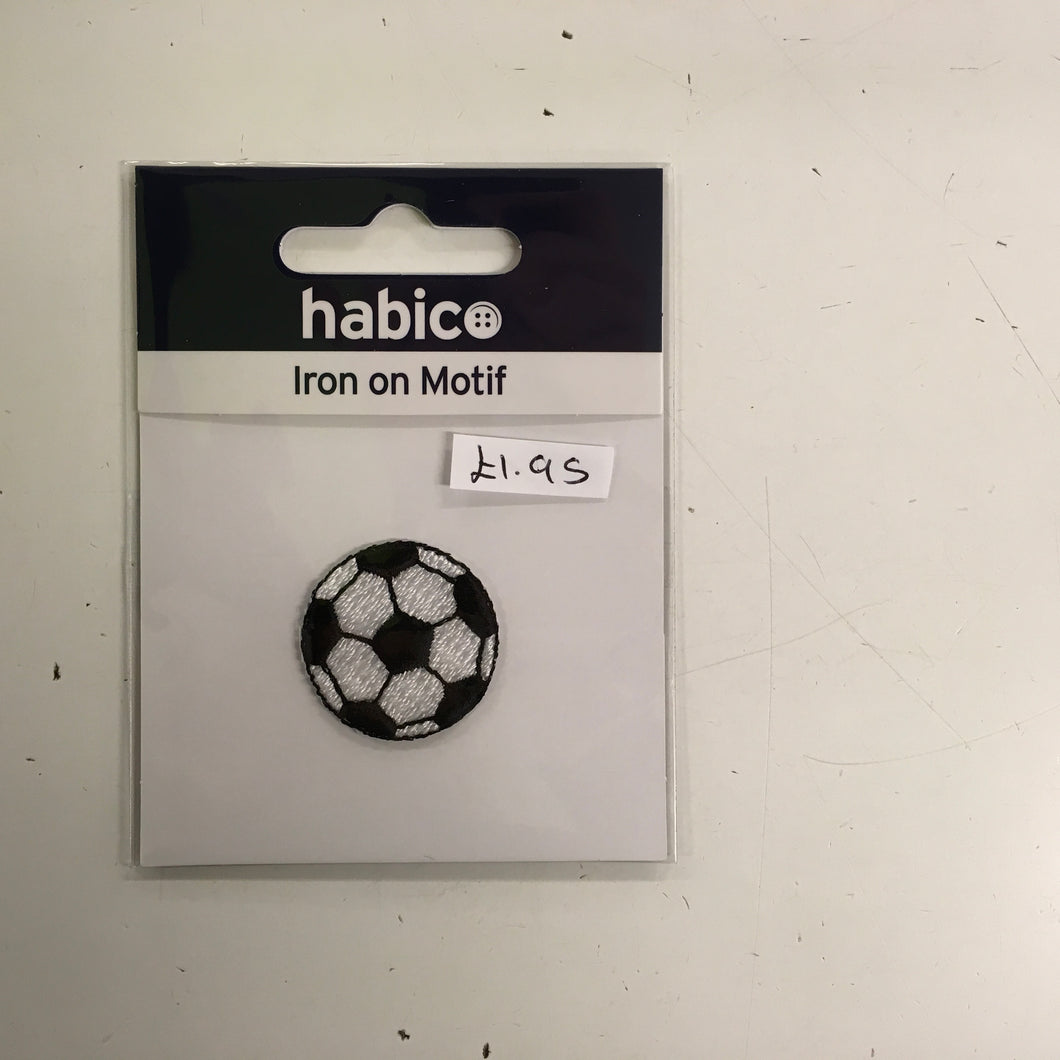 habico
Iron on Motif
£1.95